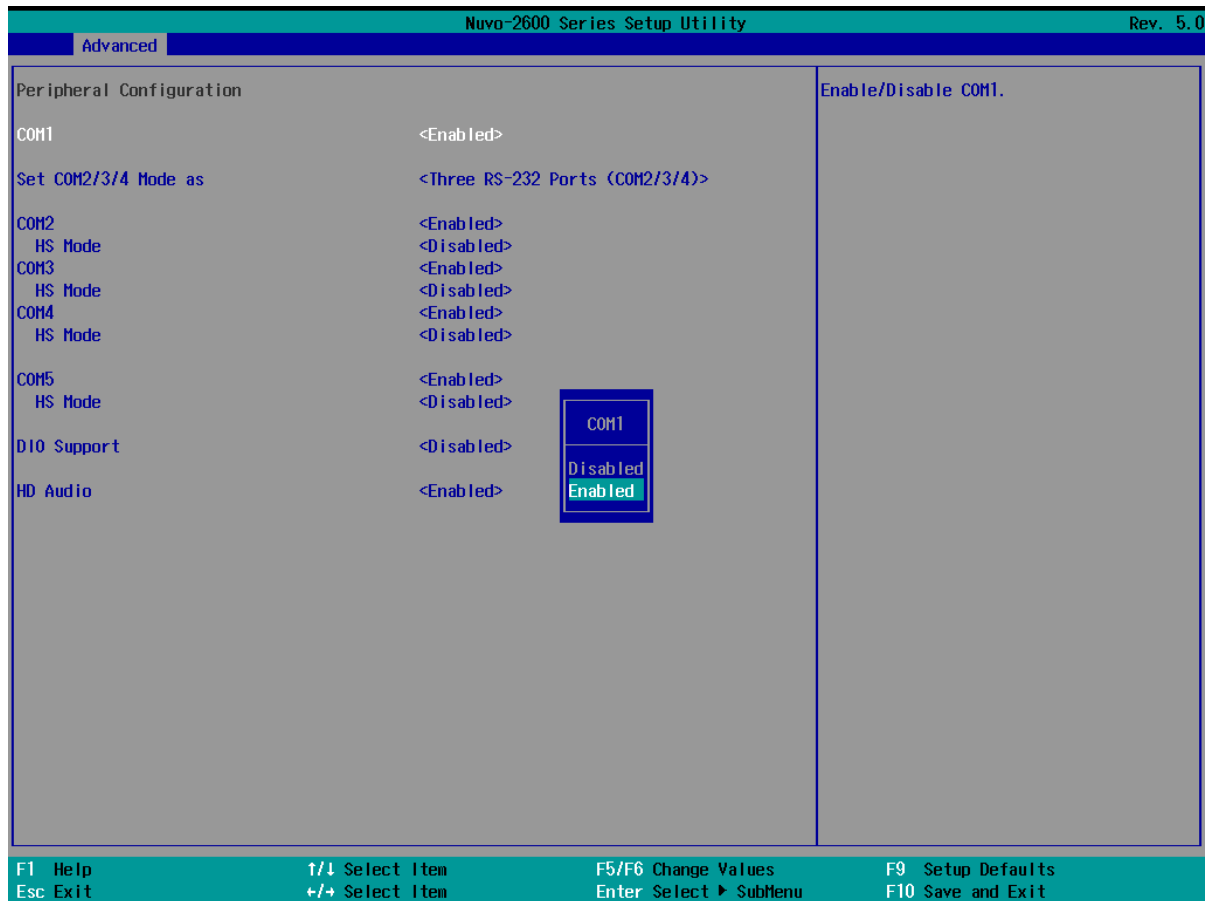 Nuvo-2600 Series Setup Utility Rev. 5.0
Advanced
Peripheral Configuration
Enable/Disable COM1.
COM1 <Enabled>
Set COM2/3/4 Mode as <Three RS-232 Ports (COM2/3/4)>
COM2 <Enabled>
HS Mode <Disabled>
COM3 <Enabled>
HS Mode <Disabled>
COM4 <Enabled>
HS Mode <Disabled>
COM5 <Enabled>
HS Mode <Disabled>
DIO Support <Disabled>
HD Audio <Enabled>
COM1
Disabled
Enabled
F1 Help ↑/↓ Select Item F5/F6 Change Values F9 Setup Defaults
Esc Exit ←/→ Select Item Enter Select ▶ SubMenu F10 Save and Exit